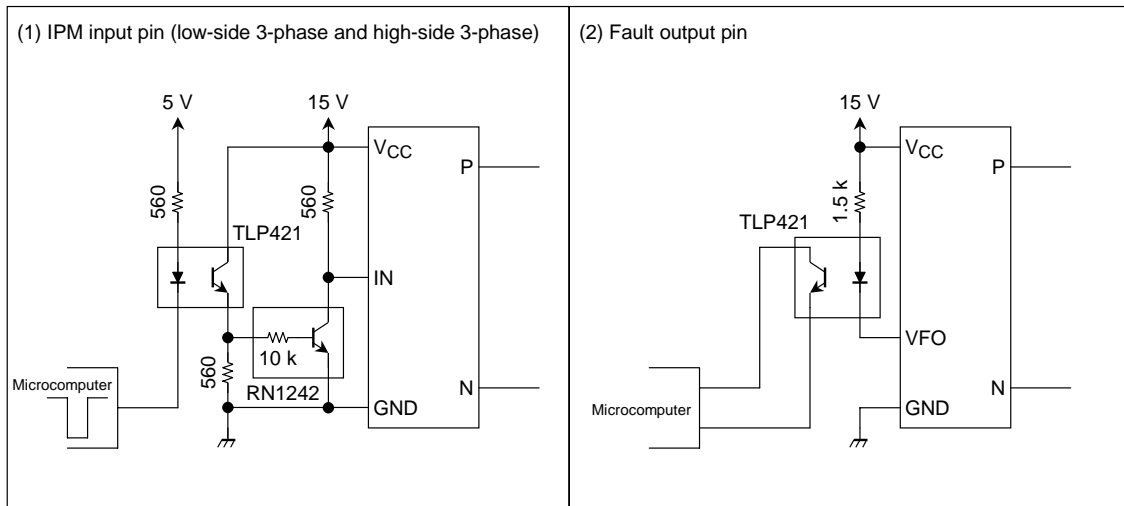 (1) IPM input pin (low-side 3-phase and high-side 3-phase)
5 V
15 V
VCC
P
560
560
TLP421
IN
10 k
560
RN1242
N
GND
Microcomputer
(2) Fault output pin
15 V
VCC
P
1.5 k
TLP421
VFO
N
GND
Microcomputer